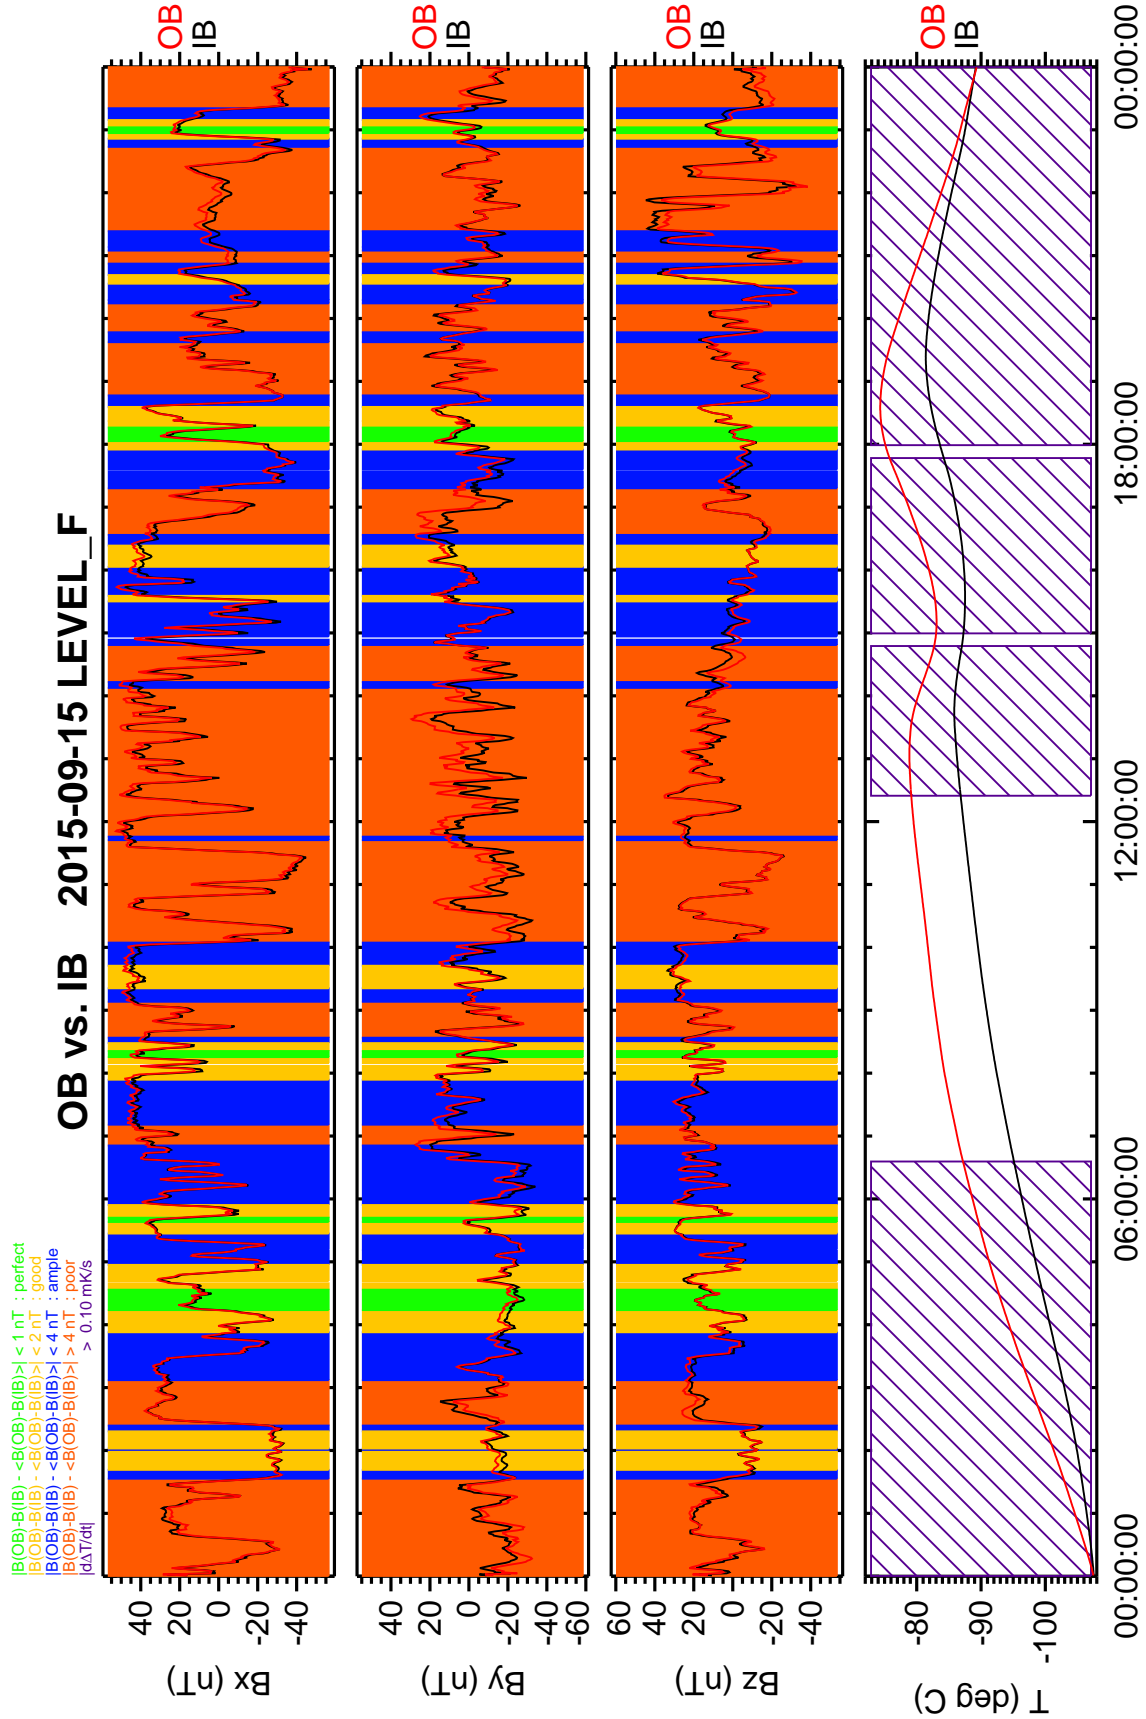 OB vs. IB 2015-09-15 LEVEL_F
|B(OB)-B(IB) - <B(OB)-B(IB)>| < 1 nT : perfect
|B(OB)-B(IB) - <B(OB)-B(IB)>| < 2 nT : good
|B(OB)-B(IB) - <B(OB)-B(IB)>| < 4 nT : ample
|B(OB)-B(IB) - <B(OB)-B(IB)>| > 4 nT : poor
|dΔT/dt| > 0.10 mK/s
Bx (nT)
40
20
0
-20
-40
OB
IB
By (nT)
40
20
0
-20
-40
-60
OB
IB
Bz (nT)
60
40
20
0
-20
-40
OB
IB
T (deg C)
-80
-90
-100
OB
IB
00:00:00
06:00:00
12:00:00
18:00:00
00:00:00